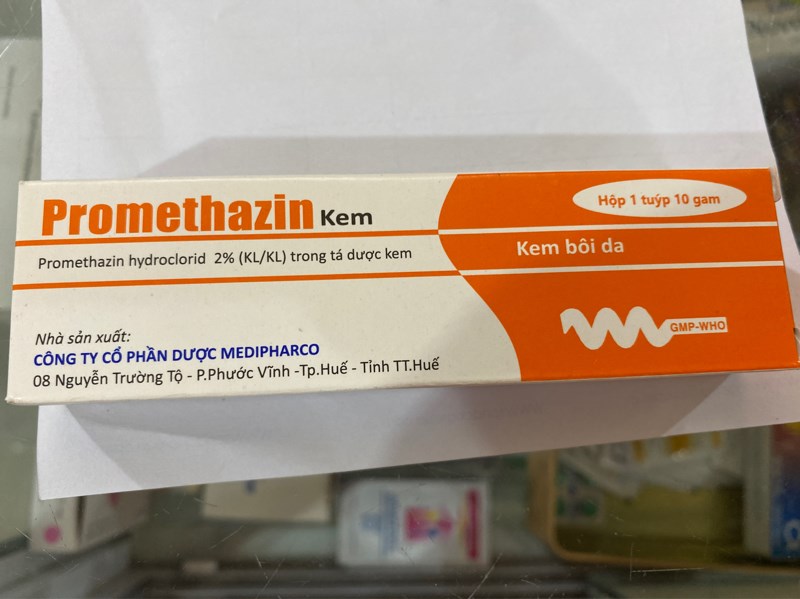 Promethazin Kem
Promethazin hydroclorid 2% (KL/KL) trong tá dược kem
Nhà sản xuất:
CÔNG TY CỔ PHẦN DƯỢC MEDIPHARCO
08 Nguyễn Trường Tộ - P.Phước Vĩnh -Tp.Huế - Tỉnh TT.Huế
Hộp 1 tuýp 10 gam
Kem bôi da
GMP-WHO